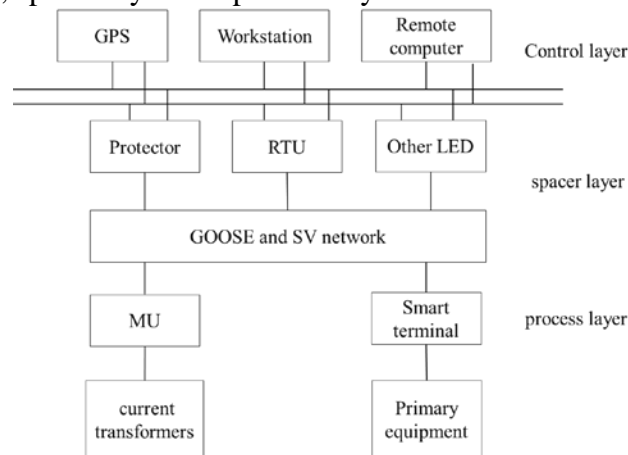 GPS
Workstation
Remote
computer
Control layer
Protector
RTU
Other LED
spacer layer
GOOSE and SV network
MU
Smart
terminal
process layer
current
transformers
Primary
equipment